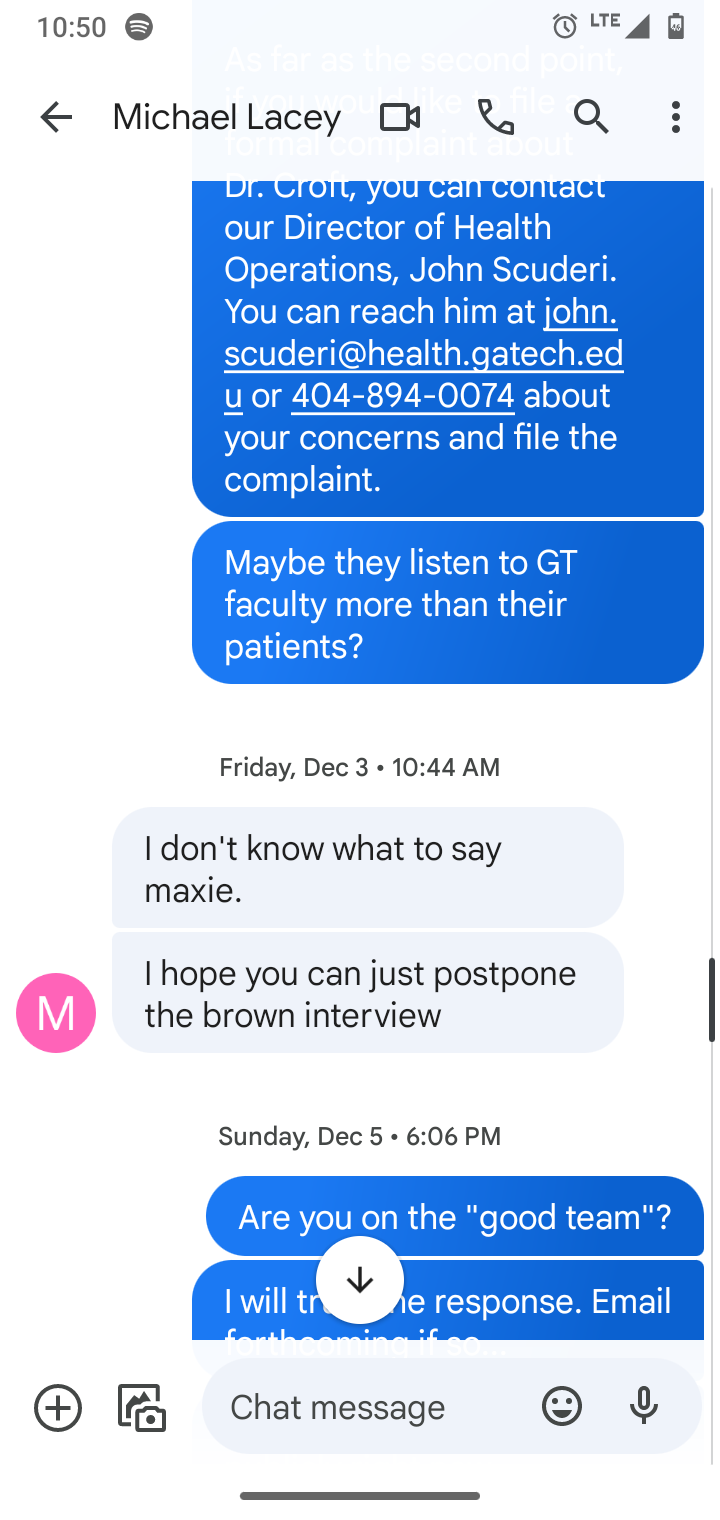 10:50
LTE
46
As far as the second point,
if you would like to file a
formal complaint about
Michael Lacey
Dr. Croft, you can contact
our Director of Health
Operations, John Scuderi.
You can reach him at john.
scuderi@health.gatech.ed
u or 404-894-0074 about
your concerns and file the
complaint.
Maybe they listen to GT
faculty more than their
patients?
Friday, Dec 3 • 10:44 AM
I don't know what to say
maxie.
I hope you can just postpone
the brown interview
M
Sunday, Dec 5 • 6:06 PM
Are you on the "good team"?
I will response. Email
forthcoming if so...
Chat message